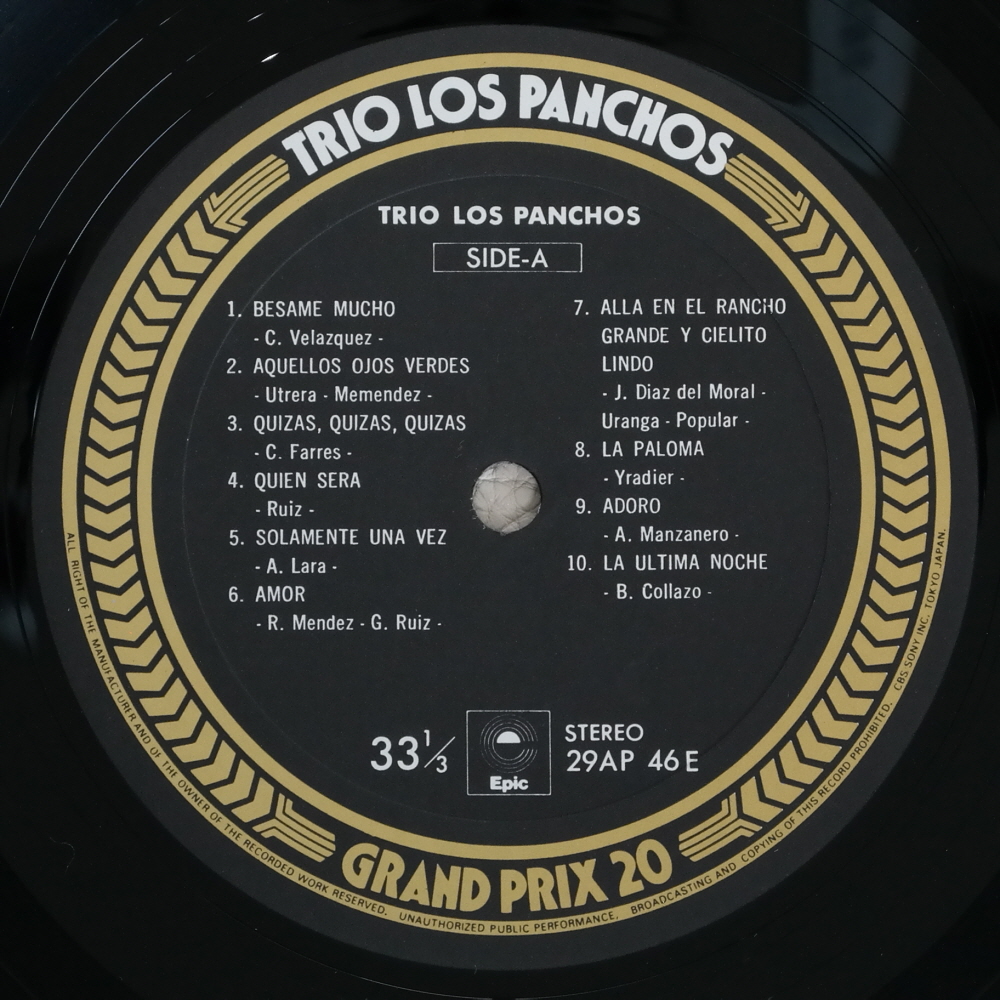 TRIO LOS PANCHOS
TRIO LOS PANCHOS
SIDE-A
1. BESAME MUCHO
- C. Velazquez -
2. AQUELLOS OJOS VERDES
- Utrera - Memendez -
3. QUIZAS, QUIZAS, QUIZAS
- C. Farres -
4. QUIEN SERA
- Ruiz -
5. SOLAMENTE UNA VEZ
- A. Lara -
6. AMOR
- R. Mendez - G. Ruiz -
7. ALLA EN EL RANCHO
GRANDE Y CIELITO
LINDO
- J. Diaz del Moral -
Uranga - Popular -
8. LA PALOMA
- Yradier -
9. ADORO
- A. Manzanero -
10. LA ULTIMA NOCHE
- B. Collazo -
33 1/3
Epic
STEREO
29AP 46E
GRAND PRIX 20
ALL RIGHT OF THE MANUFACTURER AND OF THE OWNER OF THE RECORDED WORK RESERVED. UNAUTHORIZED PUBLIC PERFORMANCE, BROADCASTING AND COPYING OF THIS RECORD PROHIBITED. CBS SONY INC. TOKYO JAPAN.